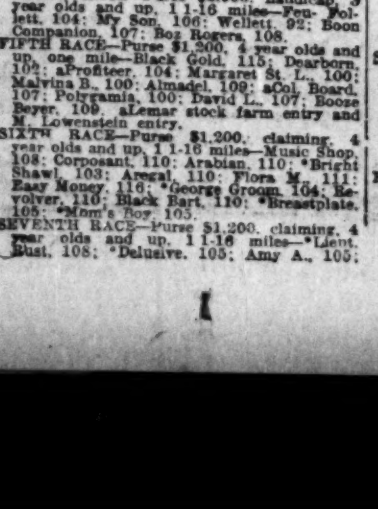 year olds and up, 1 1-16 miles—Feu- Fol-
lett, 104; My Son, 106; Wellett, 92; Boon
Companion, 107; Boz Rogers, 108.
FIFTH RACE—Purse $1,200, 4 year olds and
up, one mile—Black Gold, 115; Dearborn,
102; aProfiteer, 104; Margaret St. L., 100;
Malvina B., 100; Almadel, 109; aCol. Board,
107; Polygamia, 100; David L., 107; Booze
Beyer, 109. aLemar stock farm entry and
M. Lowenstein entry.
SIXTH RACE—Purse $1,200, claiming, 4
year olds and up, 1 1-16 miles—Music Shop,
108; Corposant, 110; Arabian, 110; *Bright
Shawl, 103; Aregal, 110; Flora M., 111;
Easy Money, 116; *George Groom, 104; Re-
volver, 110; Black Bart, 110; *Breastplate,
105; *Mom's Boy, 105.
SEVENTH RACE—Purse $1,200, claiming, 4
year olds and up, 1 1-16 miles—*Lieut.
Rust, 108; *Delusive, 105; Amy A., 105;